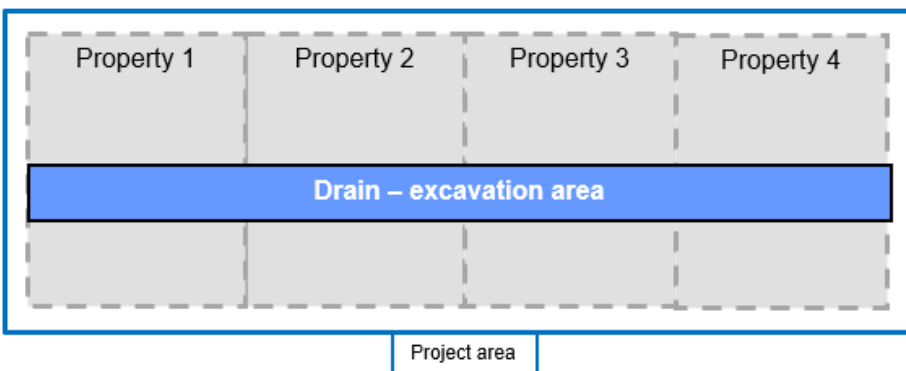 Property 1
Property 2
Property 3
Property 4
Drain – excavation area
Project area